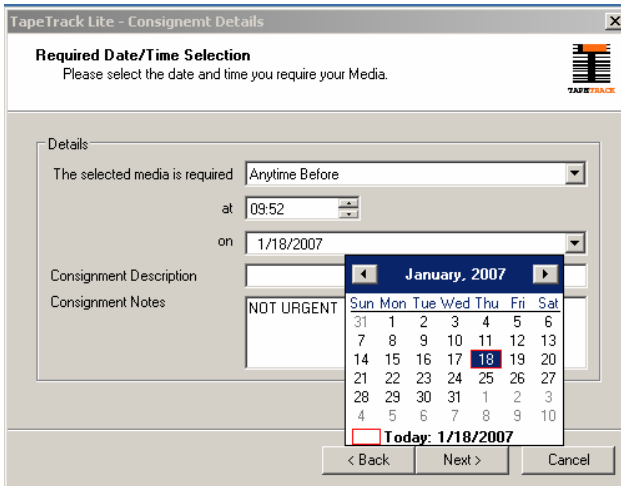 TapeTrack Lite - Consignemt Details
Required Date/Time Selection
Please select the date and time you require your Media.
TAPETRACK
Details
The selected media is required Anytime Before
at 09:52
on 1/18/2007
Consignment Description
Consignment Notes NOT URGENT
January, 2007
Sun Mon Tue Wed Thu Fri Sat
31 1 2 3 4 5 6
7 8 9 10 11 12 13
14 15 16 17 18 19 20
21 22 23 24 25 26 27
28 29 30 31 1 2 3
4 5 6 7 8 9 10
Today: 1/18/2007
< Back Next > Cancel